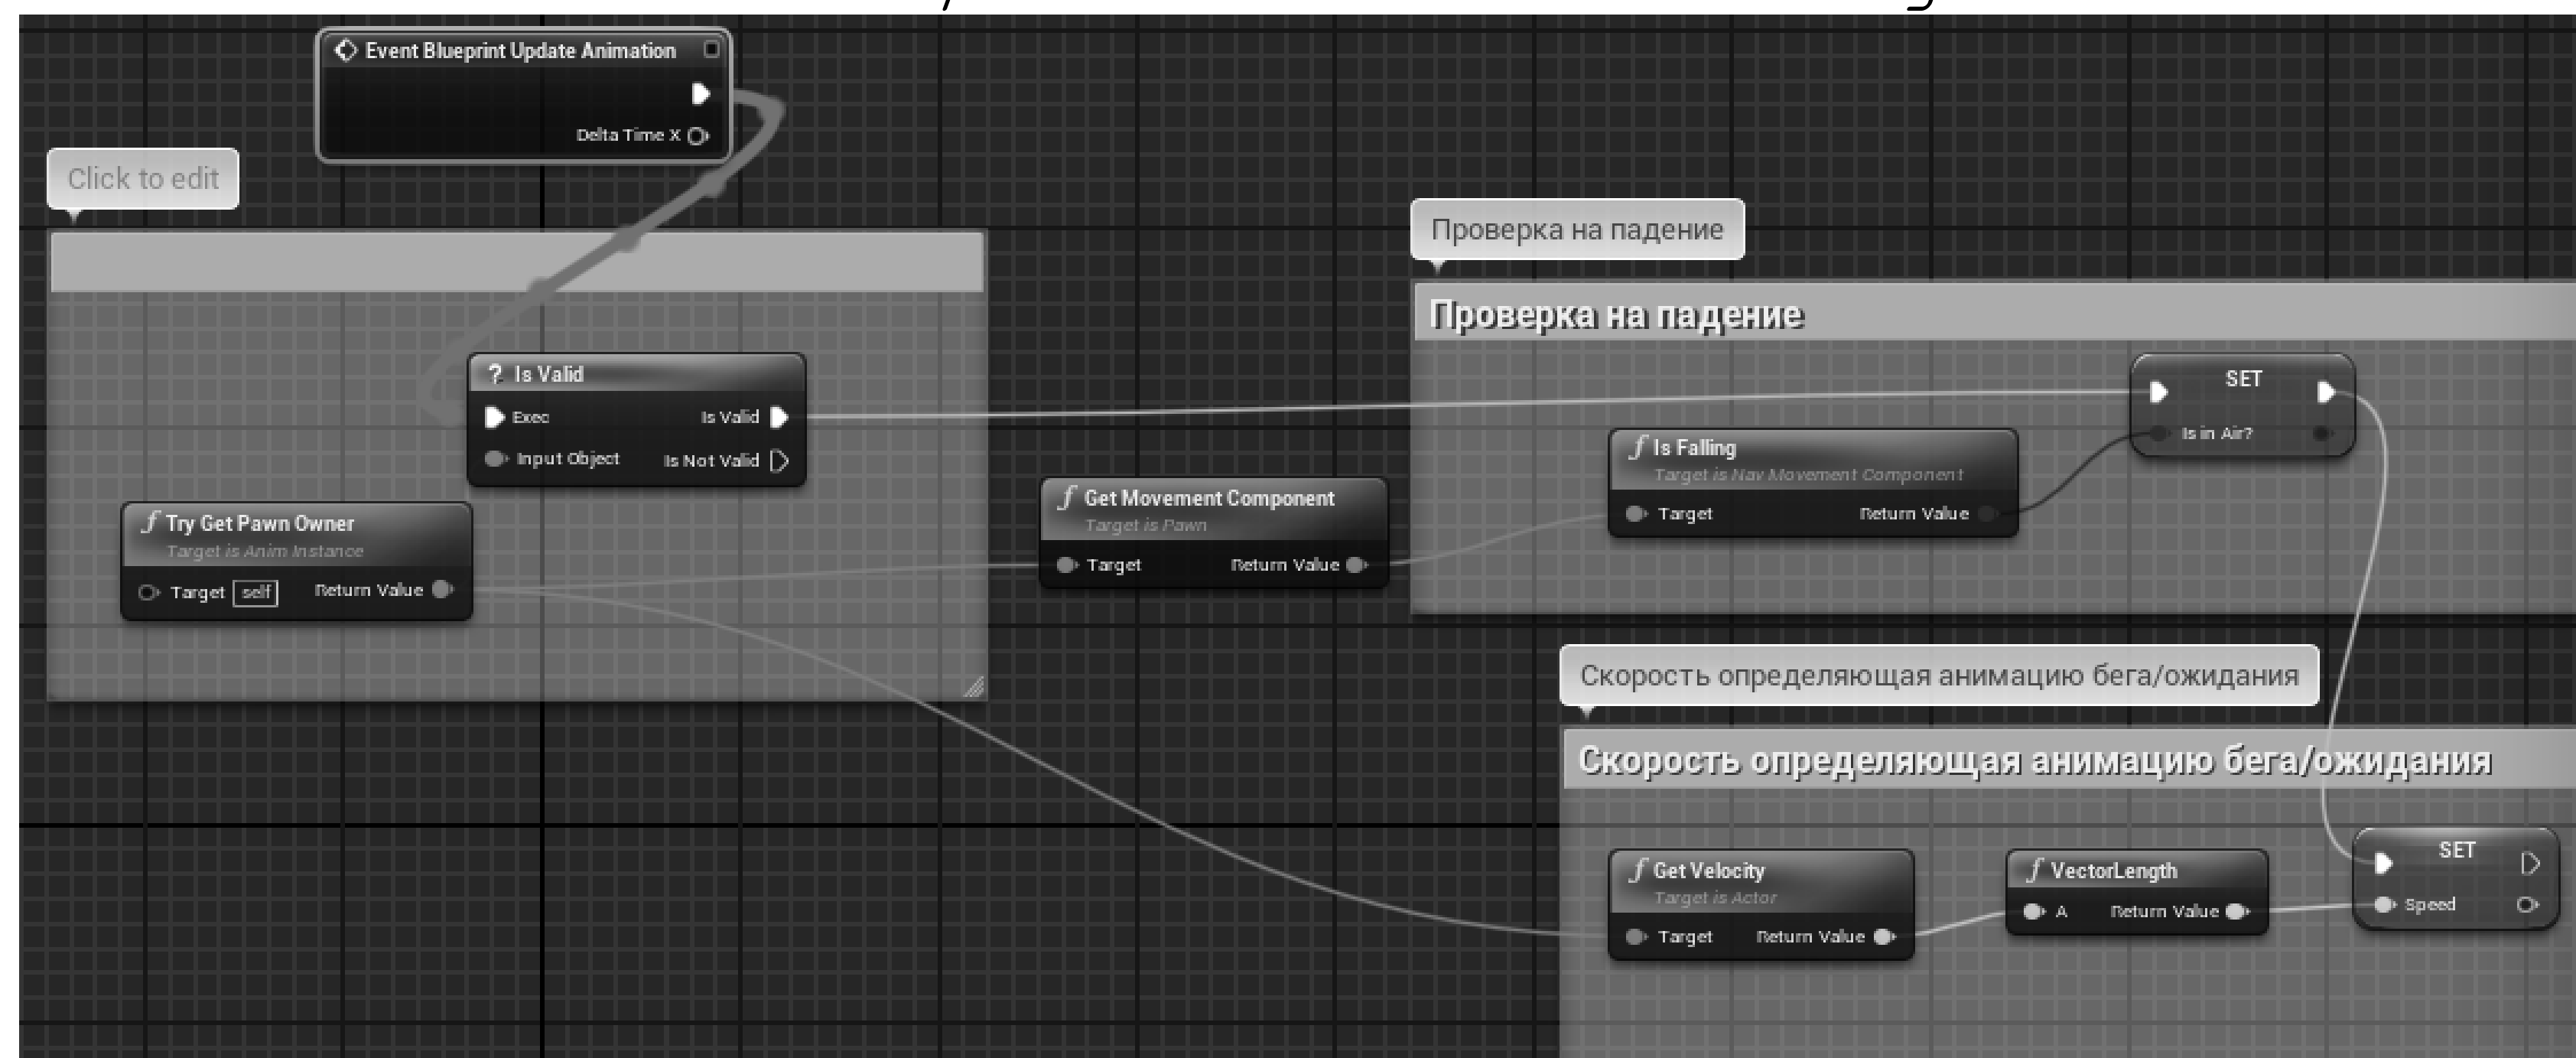 Event Blueprint Update Animation
Delta Time X
Click to edit
Проверка на падение
Проверка на падение
? Is Valid
Exec Is Valid
Input Object Is Not Valid
SET
Is in Air?
f Is Falling
Target is Nav Movement Component
Target Return Value
f Get Movement Component
Target is Pawn
Target Return Value
f Try Get Pawn Owner
Target is Anim Instance
Target self Return Value
Скорость определяющая анимацию бега/ожидания
Скорость определяющая анимацию бега/ожидания
f Get Velocity
Target is Actor
Target Return Value
f VectorLength
A Return Value
SET
Speed